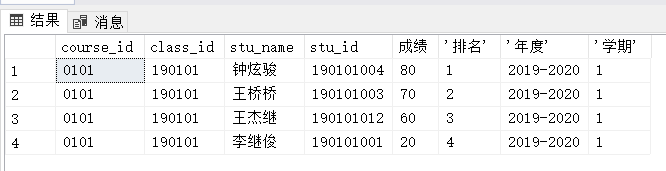 结果 消息
course_id class_id stu_name stu_id 成绩 '排名' '年度' '学期'
1 0101 190101 钟炫骏 190101004 80 1 2019-2020 1
2 0101 190101 王桥桥 190101003 70 2 2019-2020 1
3 0101 190101 王杰继 190101012 60 3 2019-2020 1
4 0101 190101 李继俊 190101001 20 4 2019-2020 1